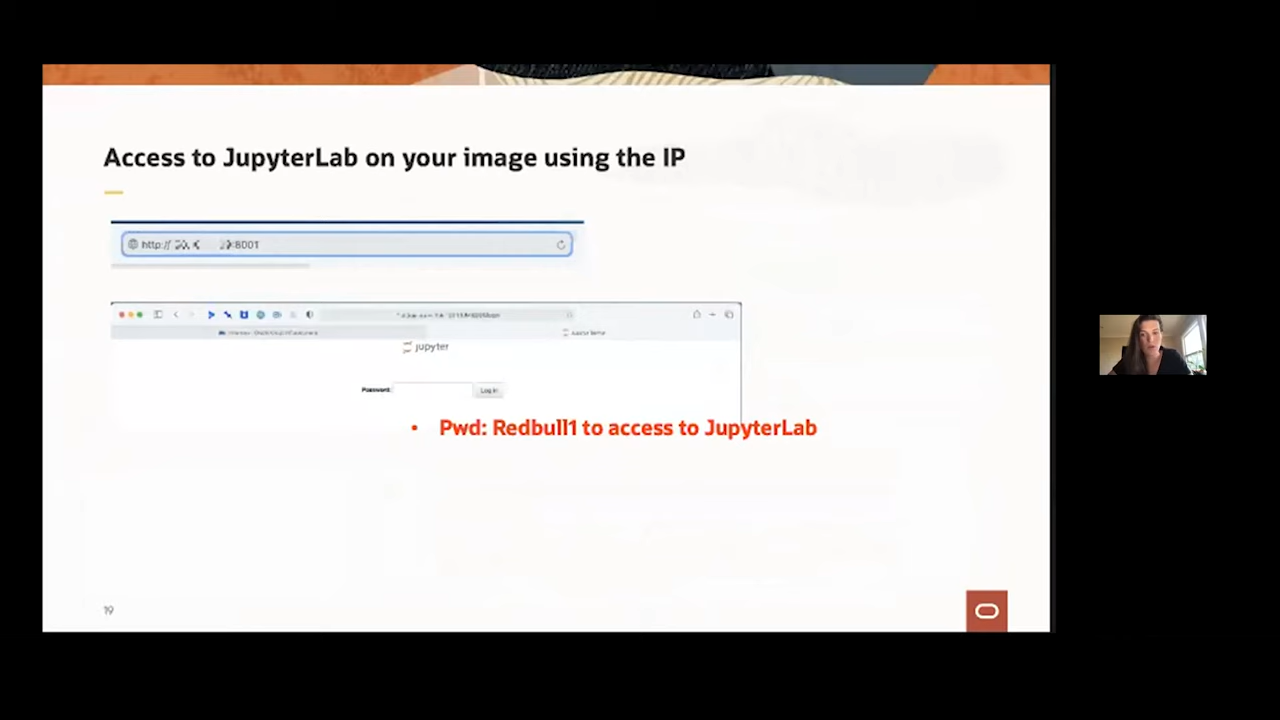 Access to JupyterLab on your image using the IP
http:// :8001
jupyter
Password: Log in
• Pwd: Redbull1 to access to JupyterLab
19